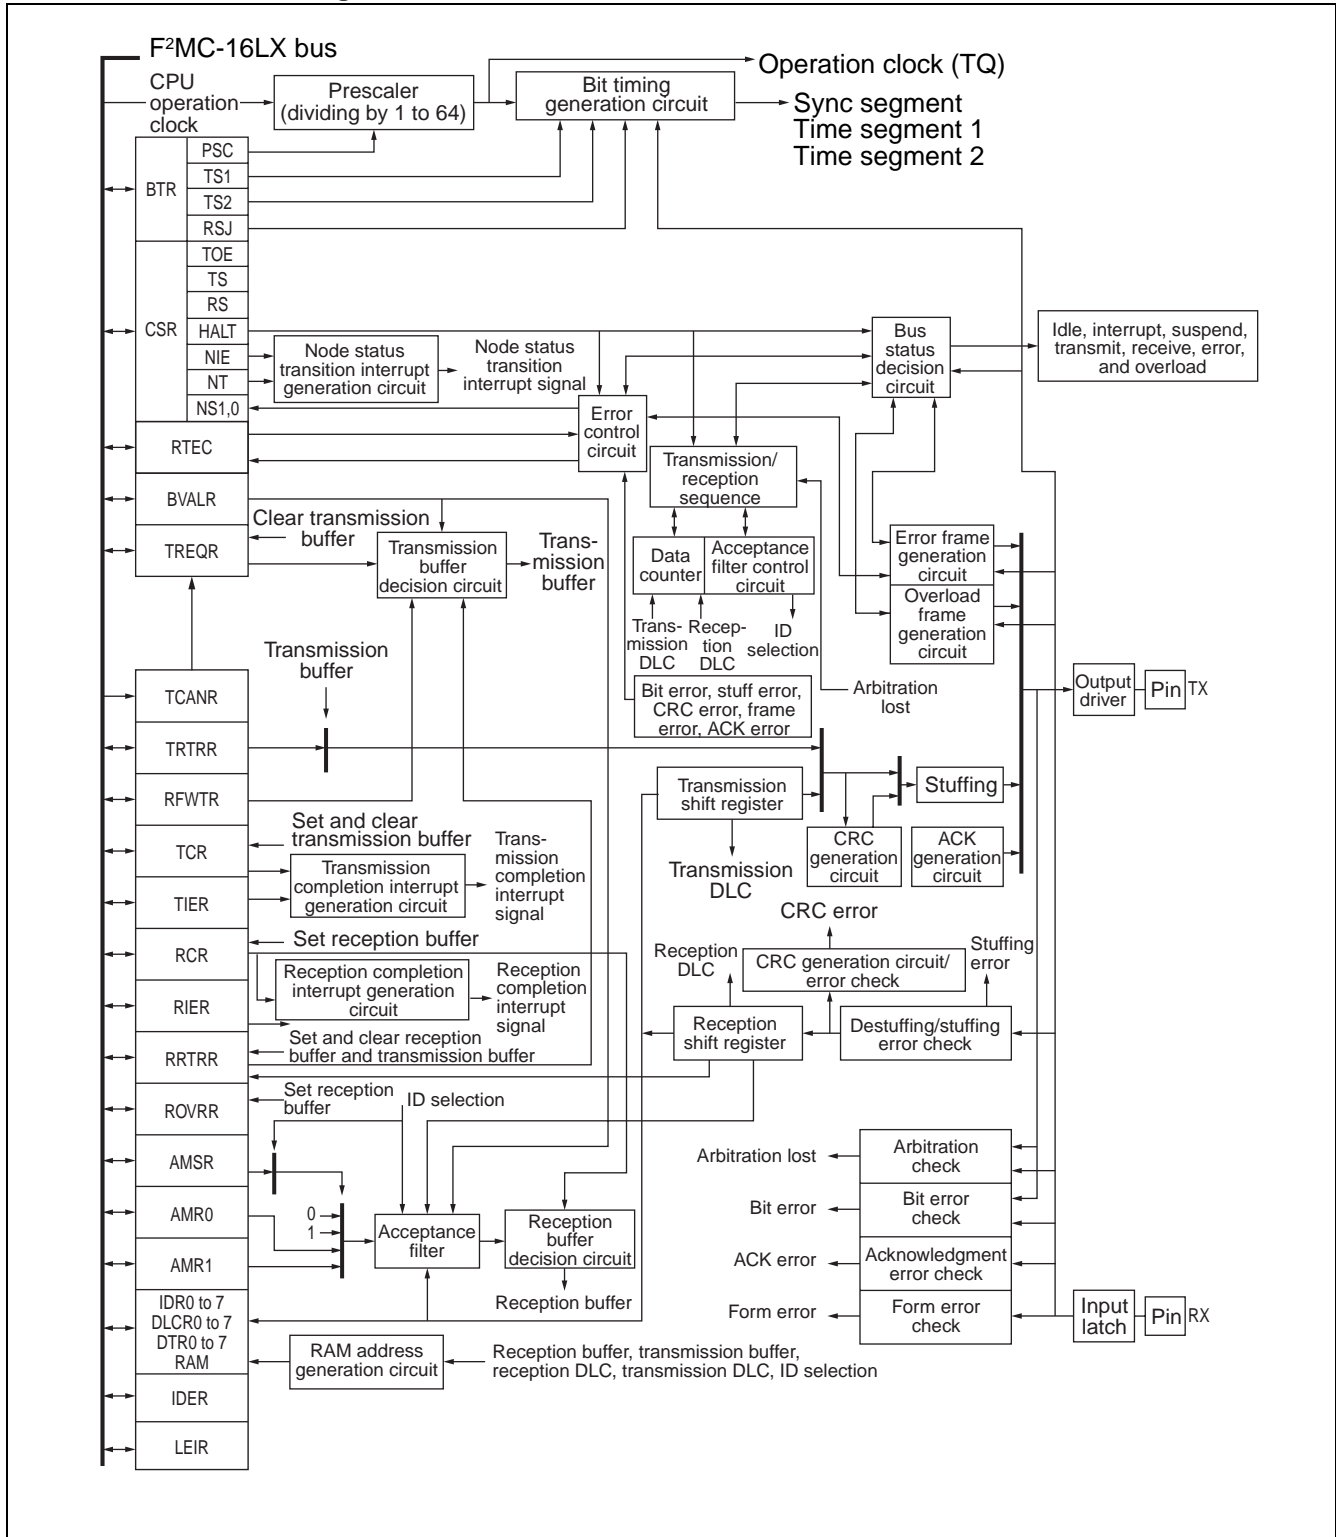 F²MC-16LX bus
CPU
operation
clock
Prescaler
(dividing by 1 to 64)
Bit timing
generation circuit
Operation clock (TQ)
Sync segment
Time segment 1
Time segment 2
BTR
PSC
TS1
TS2
RSJ
CSR
TOE
TS
RS
HALT
NIE
NT
NS1,0
Node status
transition interrupt
generation circuit
Node status
transition
interrupt signal
Bus
status
decision
circuit
Idle, interrupt, suspend,
transmit, receive, error,
and overload
Error
control
circuit
RTEC
Transmission/
reception
sequence
BVALR
Clear transmission
buffer
TREQR
Transmission
buffer
decision circuit
Trans-
mission
buffer
Data
counter
Acceptance
filter control
circuit
Error frame
generation
circuit
Overload
frame
generation
circuit
Trans-
mission
DLC
Recep-
tion
DLC
ID
selection
Transmission
buffer
TCANR
Bit error, stuff error,
CRC error, frame
error, ACK error
Arbitration
lost
Output
driver
Pin
TX
TRTRR
RFWTR
Transmission
shift register
Stuffing
Set and clear
transmission buffer
TCR
Transmission
completion interrupt
generation circuit
Trans-
mission
completion
interrupt
signal
Transmission
DLC
CRC
generation
circuit
ACK
generation
circuit
TIER
CRC error
RCR
Set reception buffer
Reception
DLC
CRC generation circuit/
error check
Stuffing
error
Reception completion
interrupt generation
circuit
Reception
completion
interrupt
signal
RIER
Reception
shift register
Destuffing/stuffing
error check
RRTRR
Set and clear reception
buffer and transmission buffer
ROVRR
Set reception
buffer
ID selection
AMSR
Arbitration lost
Arbitration
check
AMR0
0
1
Acceptance
filter
Reception
buffer
decision circuit
Bit error
Bit error
check
AMR1
ACK error
Acknowledgment
error check
IDR0 to 7
DLCR0 to 7
DTR0 to 7
RAM
Reception buffer
Form error
Form error
check
Input
latch
Pin
RX
RAM address
generation circuit
Reception buffer, transmission buffer,
reception DLC, transmission DLC, ID selection
IDER
LEIR